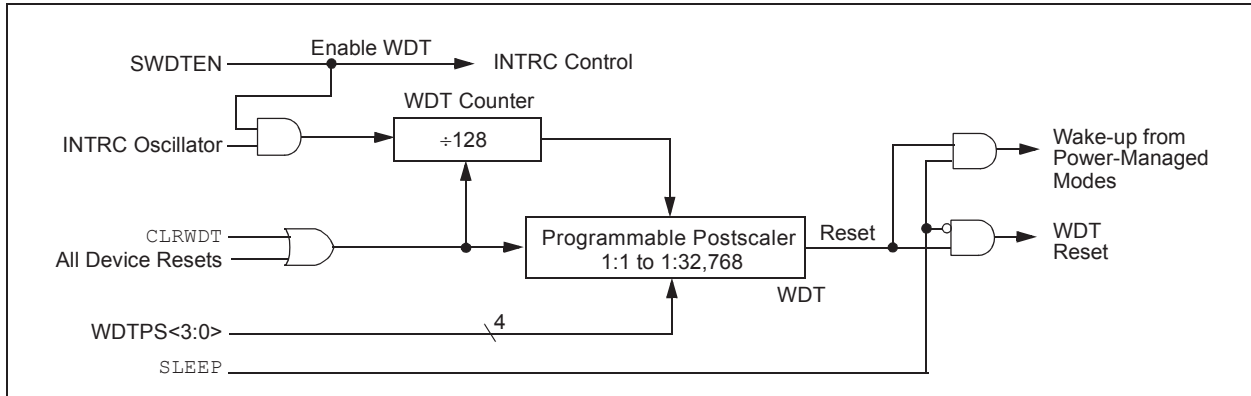 Enable WDT
SWDTEN
INTRC Control
WDT Counter
INTRC Oscillator
÷128
Wake-up from
Power-Managed
Modes
CLRWDT
All Device Resets
Programmable Postscaler
1:1 to 1:32,768
Reset
WDT
Reset
WDT
WDTPS<3:0>
4
SLEEP